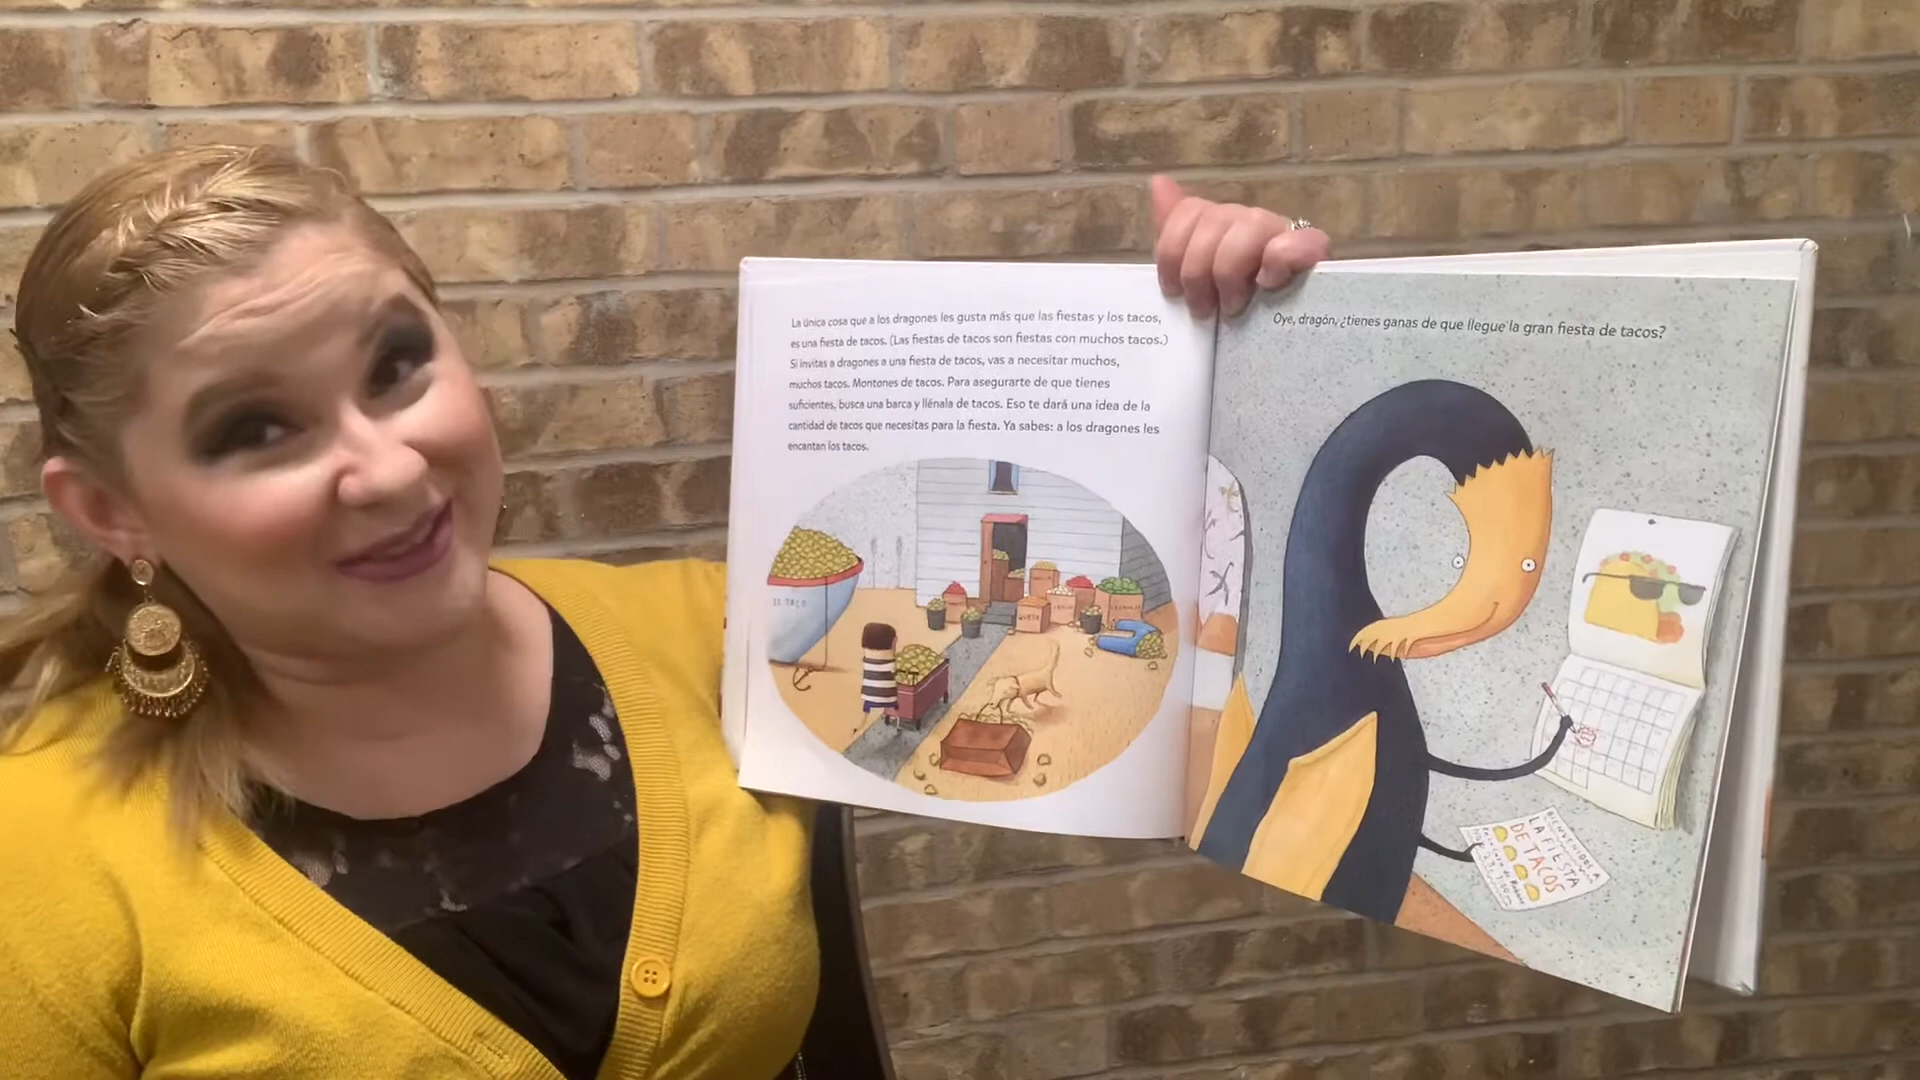 La única cosa que a los dragones les gusta más que las fiestas y los tacos,
es una fiesta de tacos. (Las fiestas de tacos son fiestas con muchos tacos.)
Si invitas a dragones a una fiesta de tacos, vas a necesitar muchos,
muchos tacos. Montones de tacos. Para asegurarte de que tienes
suficientes, busca una barca y llénala de tacos. Eso te dará una idea de la
cantidad de tacos que necesitas para la fiesta. Ya sabes: a los dragones les
encantan los tacos.
Oye, dragón, ¿tienes ganas de que llegue la gran fiesta de tacos?
TACO
QUESO
BIENVENIDOS A
LA FIESTA
DE TACOS